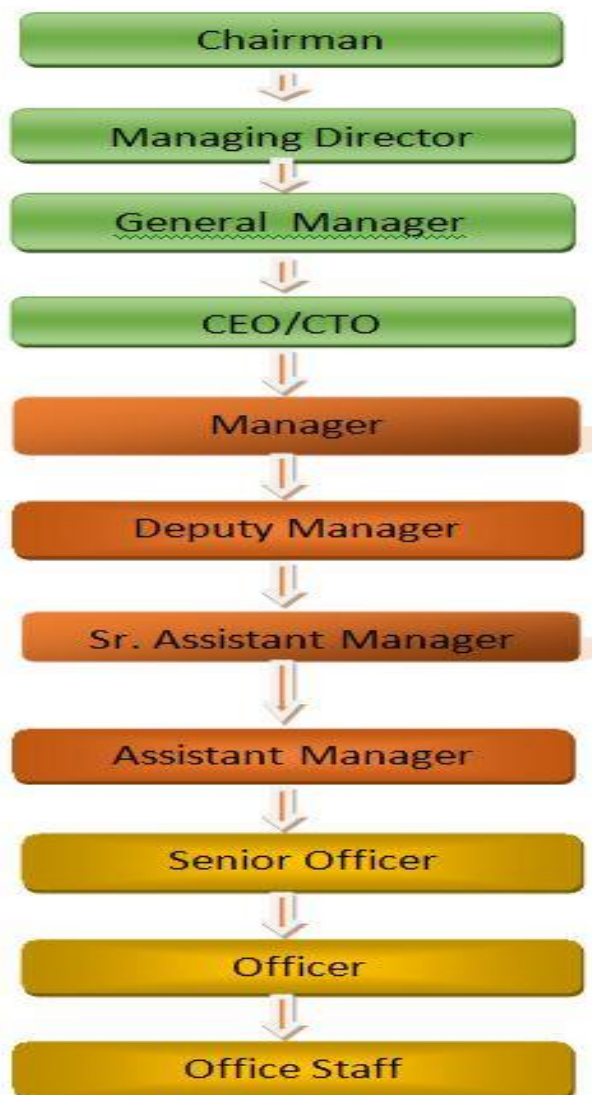 Chairman
Managing Director
General Manager
CEO/CTO
Manager
Deputy Manager
Sr. Assistant Manager
Assistant Manager
Senior Officer
Officer
Office Staff